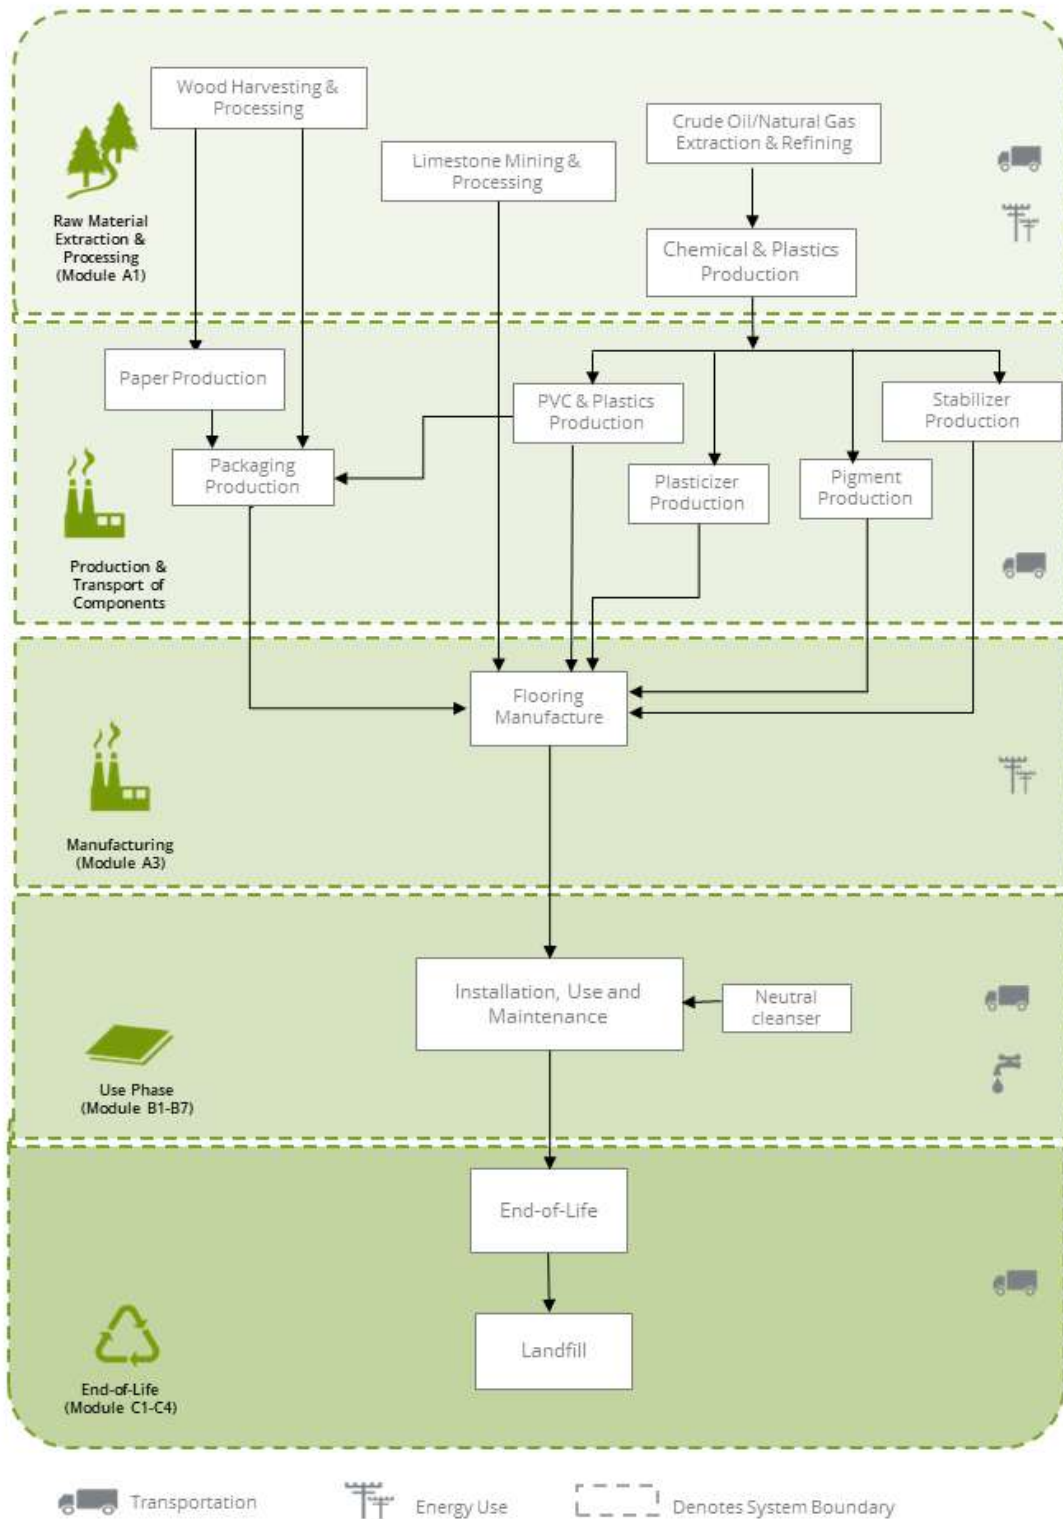 Wood Harvesting &
Processing
Crude Oil/Natural Gas
Extraction & Refining
Limestone Mining &
Processing
Raw Material
Extraction &
Processing
(Module A1)
Chemical & Plastics
Production
Paper Production
PVC & Plastics
Production
Stabilizer
Production
Packaging
Production
Plasticizer
Production
Pigment
Production
Production &
Transport of
Components
Flooring
Manufacture
Manufacturing
(Module A3)
Installation, Use and
Maintenance
Neutral
cleanser
Use Phase
(Module B1-B7)
End-of-Life
Landfill
End-of-Life
(Module C1-C4)
Transportation
Energy Use
Denotes System Boundary